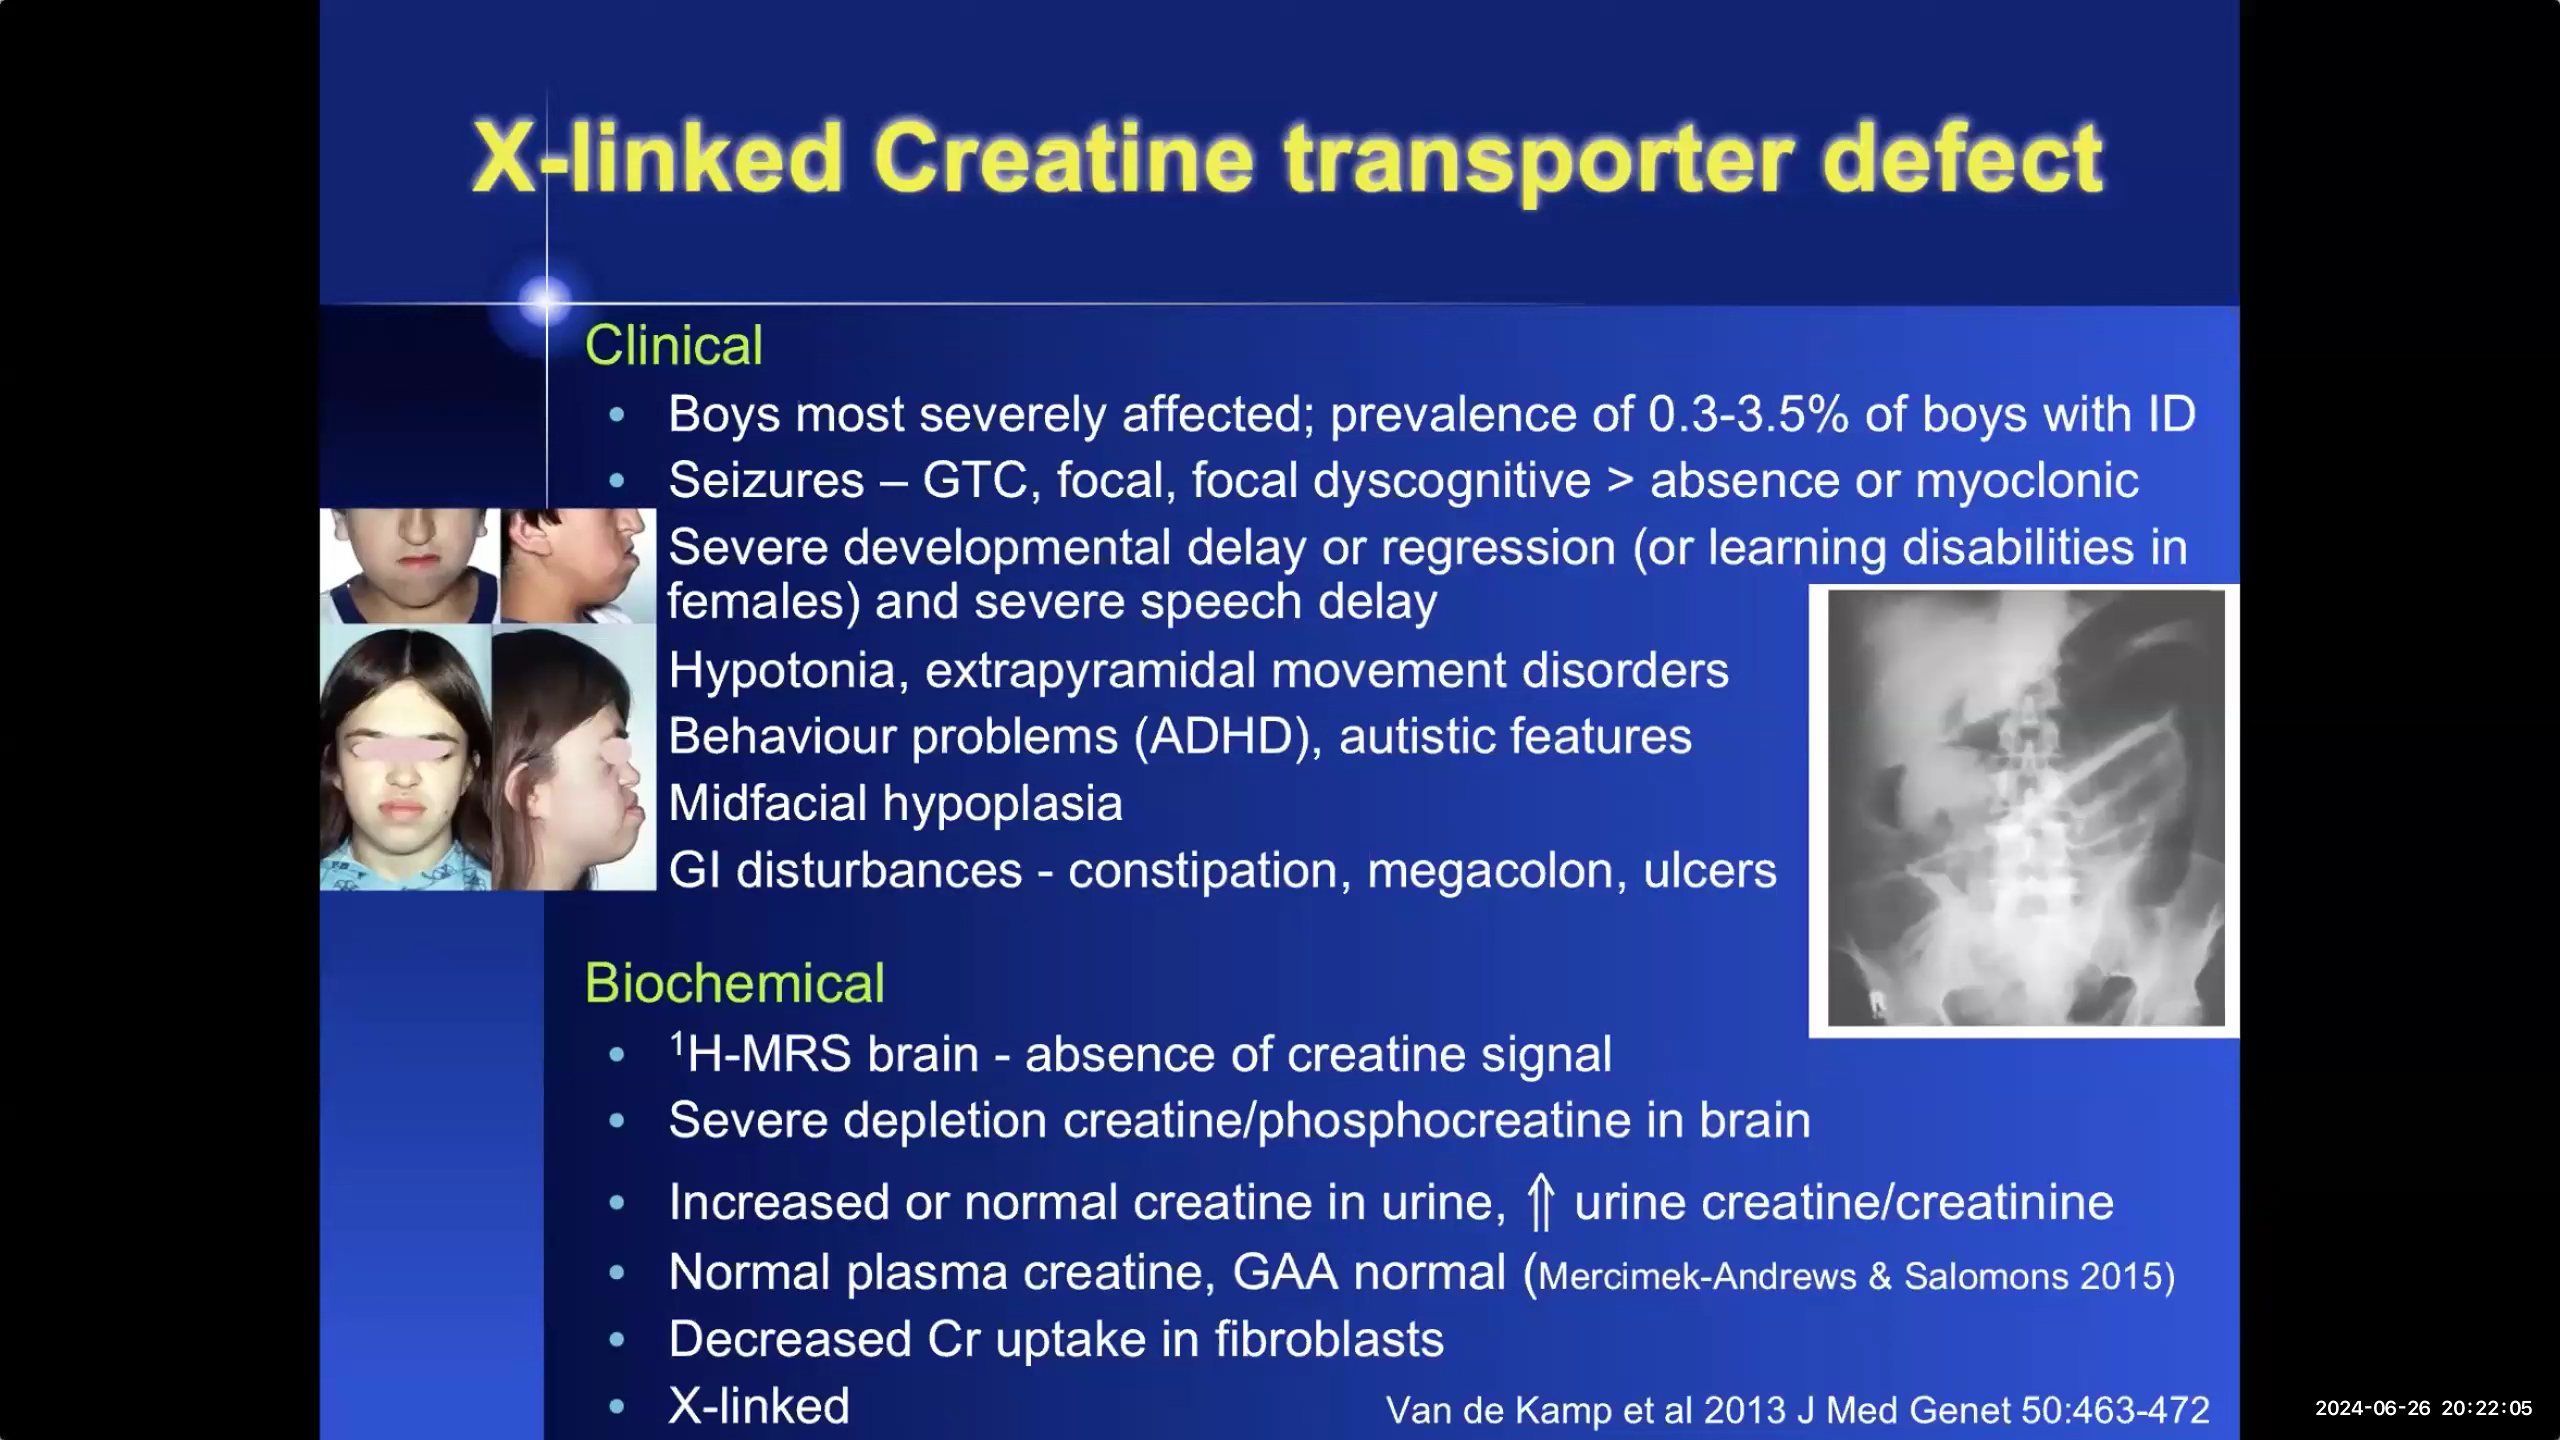 X-linked Creatine transporter defect
Clinical
• Boys most severely affected; prevalence of 0.3-3.5% of boys with ID
• Seizures – GTC, focal, focal dyscognitive > absence or myoclonic
Severe developmental delay or regression (or learning disabilities in
females) and severe speech delay
Hypotonia, extrapyramidal movement disorders
Behaviour problems (ADHD), autistic features
Midfacial hypoplasia
GI disturbances - constipation, megacolon, ulcers
R
Biochemical
• ¹H-MRS brain - absence of creatine signal
• Severe depletion creatine/phosphocreatine in brain
• Increased or normal creatine in urine, ⇑ urine creatine/creatinine
• Normal plasma creatine, GAA normal (Mercimek-Andrews & Salomons 2015)
• Decreased Cr uptake in fibroblasts
• X-linked
Van de Kamp et al 2013 J Med Genet 50:463-472
2024-06-26 20:22:05